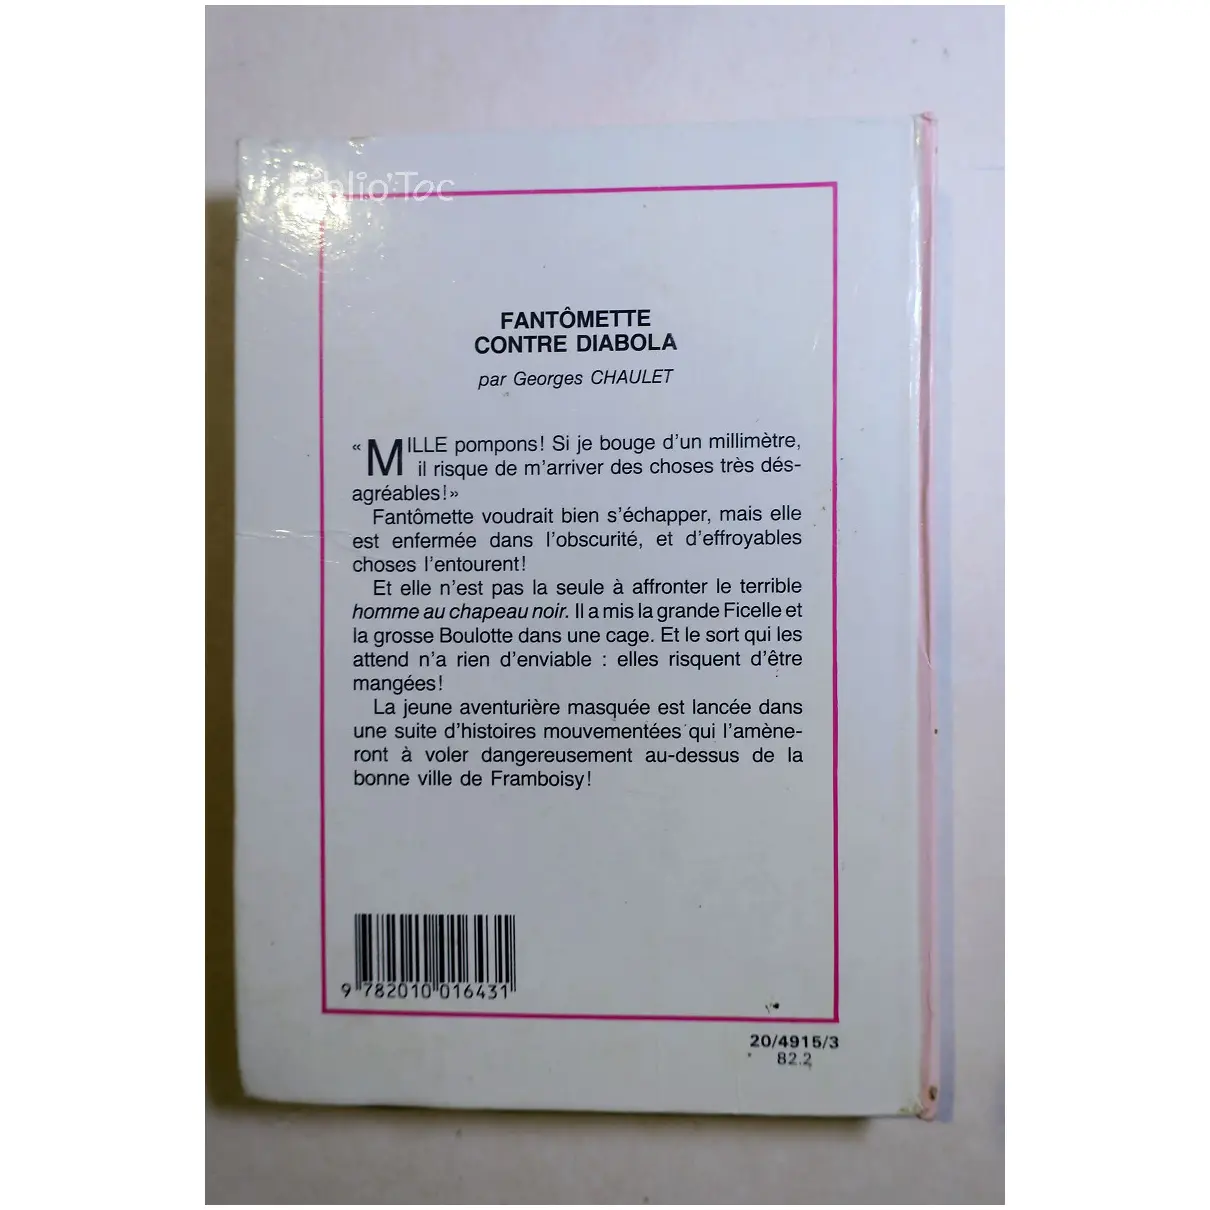 Biblio'Toc
FANTÔMETTE
CONTRE DIABOLA
par Georges CHAULET
« MILLE pompons! Si je bouge d'un millimètre,
il risque de m'arriver des choses très dés-
agréables!»
Fantômette voudrait bien s'échapper, mais elle
est enfermée dans l'obscurité, et d'effroyables
choses l'entourent!
Et elle n'est pas la seule à affronter le terrible
homme au chapeau noir. Il a mis la grande Ficelle et
la grosse Boulotte dans une cage. Et le sort qui les
attend n'a rien d'enviable : elles risquent d'être
mangées!
La jeune aventurière masquée est lancée dans
une suite d'histoires mouvementées qui l'amène-
ront à voler dangereusement au-dessus de la
bonne ville de Framboisy!
9 782010 016431
20/4915/3
82.2